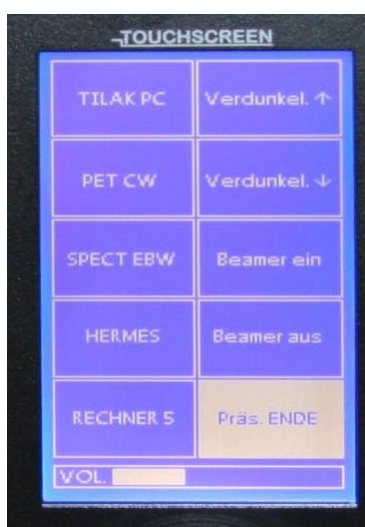 TOUCHSCREEN
TILAK PC Verdunkel. ↑
PET CW Verdunkel. ↓
SPECT EBW Beamer ein
HERMES Beamer aus
RECHNER 5 Präs. ENDE
VOL.